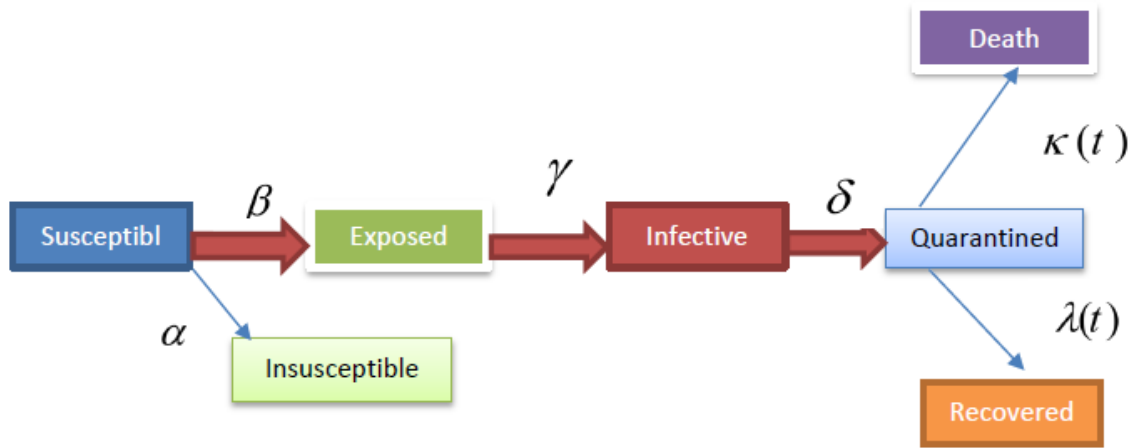 Death
κ (t)
γ
β
δ
Susceptibl
Exposed
Infective
Quarantined
α
λ(t)
Insusceptible
Recovered